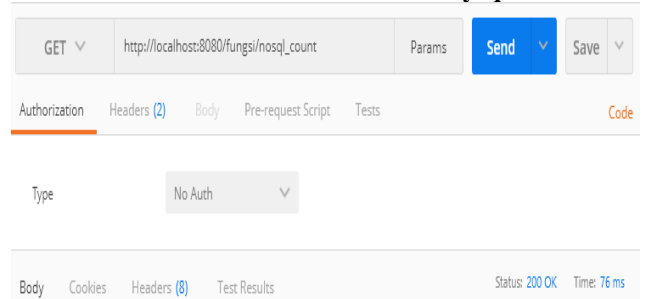 GET http://localhost:8080/fungsi/nosql_count Params Send Save
Authorization Headers (2) Body Pre-request Script Tests Code
Type No Auth
Body Cookies Headers (8) Test Results Status: 200 OK Time: 76 ms